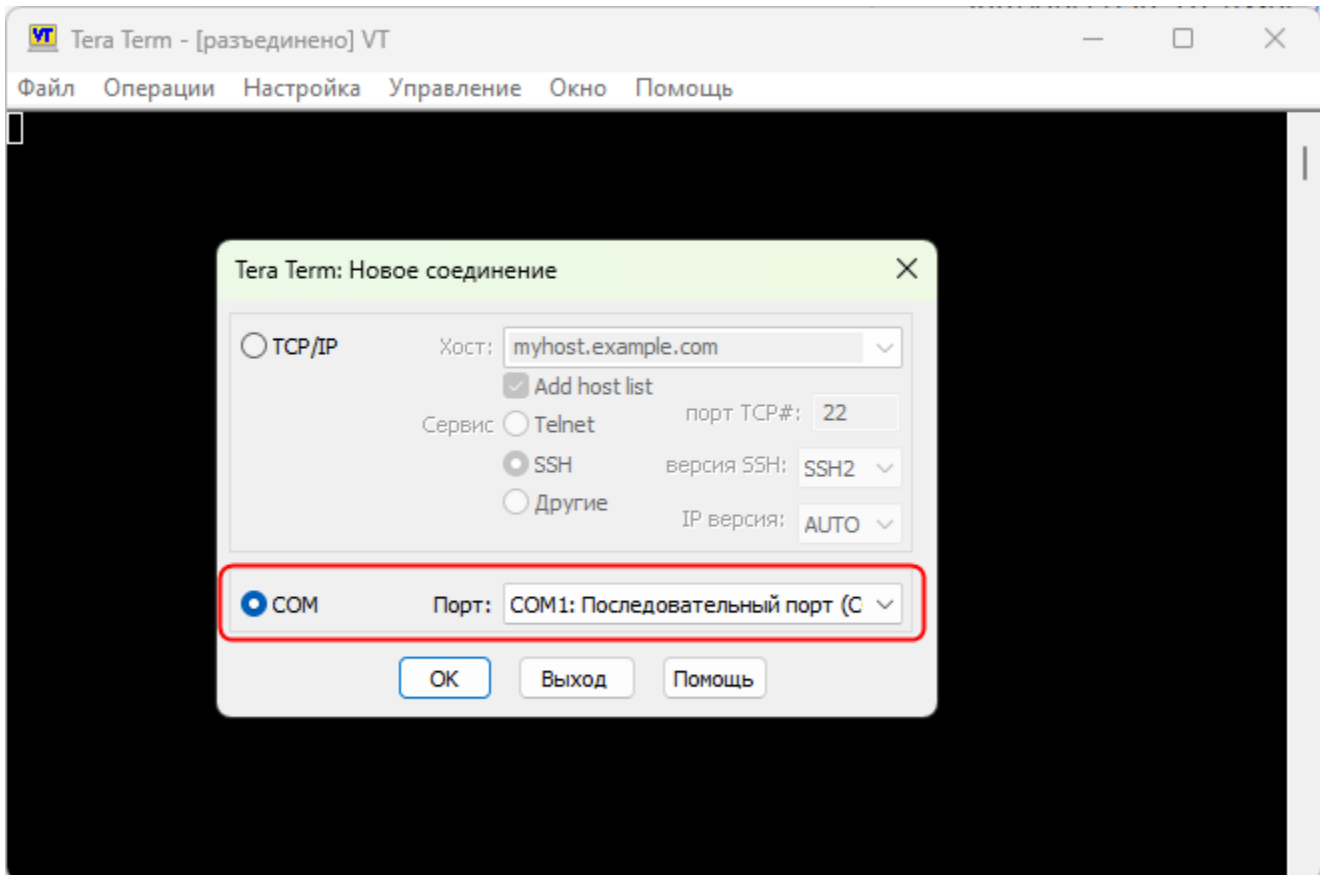 Tera Term - [разъединено] VT
Файл Операции Настройка Управление Окно Помощь
Tera Term: Новое соединение
TCP/IP Хост: myhost.example.com
Add host list
Сервис Telnet порт TCP#: 22
SSH версия SSH: SSH2
Другие IP версия: AUTO
COM Порт: COM1: Последовательный порт (C
OK Выход Помощь